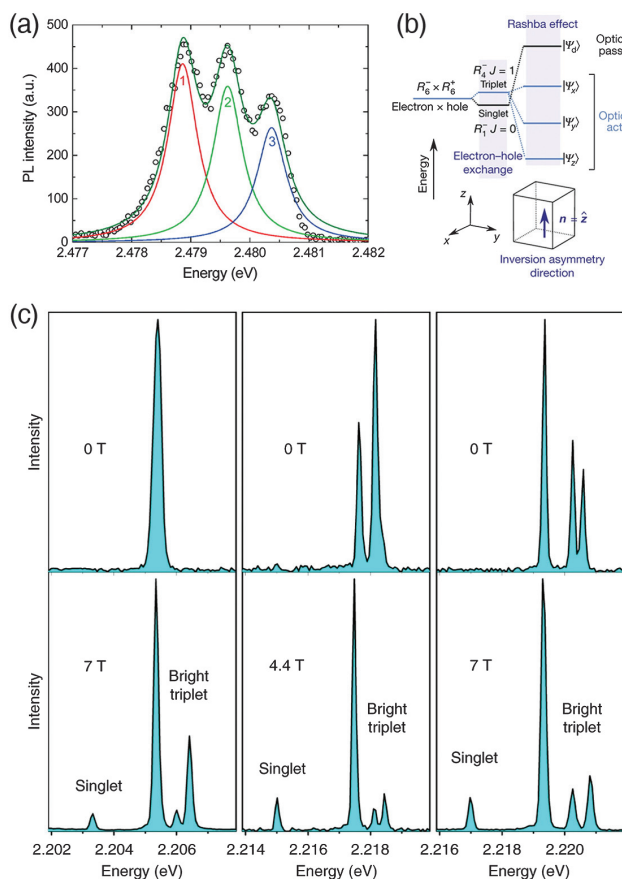 (a)
PL intensity (a.u.)
500
400
300
200
100
0
1
2
3
2.477
2.478
2.479
2.480
2.481
2.482
Energy (eV)
(b)
Rashba effect
|Ψd⟩
R4− J = 1
Triplet
R6− × R6+
Electron × hole
|Ψx⟩
Singlet
R1− J = 0
|Ψy⟩
|Ψz⟩
Energy
Electron–hole
exchange
z
x
y
n = ẑ
Inversion asymmetry
direction
(c)
Intensity
0 T
0 T
0 T
Intensity
7 T
Bright
triplet
Singlet
4.4 T
Bright
triplet
Singlet
7 T
Bright
triplet
Singlet
2.202 2.204 2.206
2.214 2.216 2.218
2.216 2.218 2.220
Energy (eV)
Energy (eV)
Energy (eV)